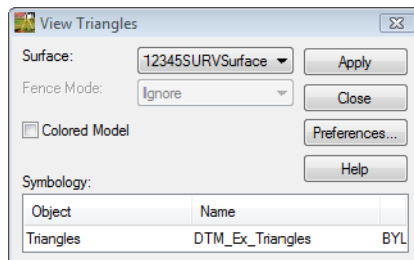 View Triangles
Surface: 12345SURVSurface Apply
Fence Mode: Ignore Close
Colored Model Preferences...
Help
Symbology:
Object Name
Triangles DTM_Ex_Triangles BYL